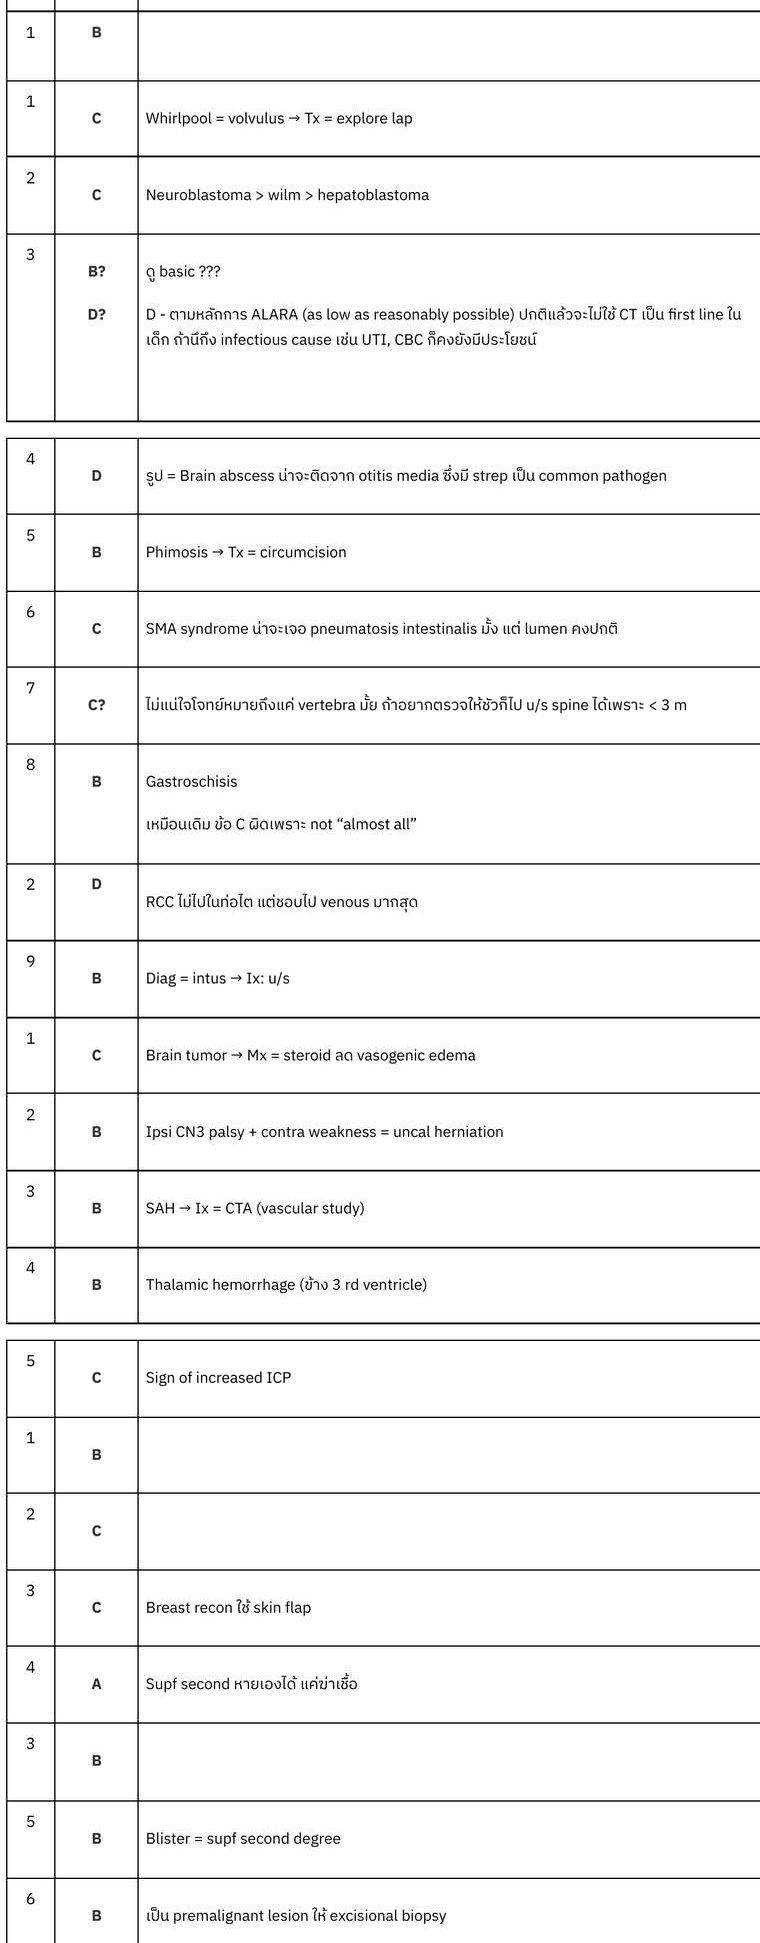 1 B
1 C Whirlpool = volvulus → Tx = explore lap
2 C Neuroblastoma > wilm > hepatoblastoma
3
B? ดู basic ???
D? D - ตามหลักการ ALARA (as low as reasonably possible) ปกติแล้วจะไม่ใช้ CT เป็น first line ใน
เด็ก ถ้านึกถึง infectious cause เช่น UTI, CBC ก็คงยังมีประโยชน์
4 D รูป = Brain abscess น่าจะติดจาก otitis media ซึ่งมี strep เป็น common pathogen
5 B Phimosis → Tx = circumcision
6 C SMA syndrome น่าจะเจอ pneumatosis intestinalis มั้ง แต่ lumen คงปกติ
7 C? ไม่แน่ใจโจทย์หมายถึงแค่ vertebra มั้ย ถ้าอยากตรวจให้ชัวก็ไป u/s spine ได้เพราะ < 3 m
8 B Gastroschisis
เหมือนเดิม ข้อ C ผิดเพราะ not “almost all”
2 D RCC ไม่ไปในท่อไต แต่ชอบไป venous มากสุด
9 B Diag = intus → Ix: u/s
1 C Brain tumor → Mx = steroid ลด vasogenic edema
2 B Ipsi CN3 palsy + contra weakness = uncal herniation
3 B SAH → Ix = CTA (vascular study)
4 B Thalamic hemorrhage (ข้าง 3 rd ventricle)
5 C Sign of increased ICP
1 B
2 C
3 C Breast recon ใช้ skin flap
4 A Supf second หายเองได้ แค่ฆ่าเชื้อ
3 B
5 B Blister = supf second degree
6 B เป็น premalignant lesion ให้ excisional biopsy